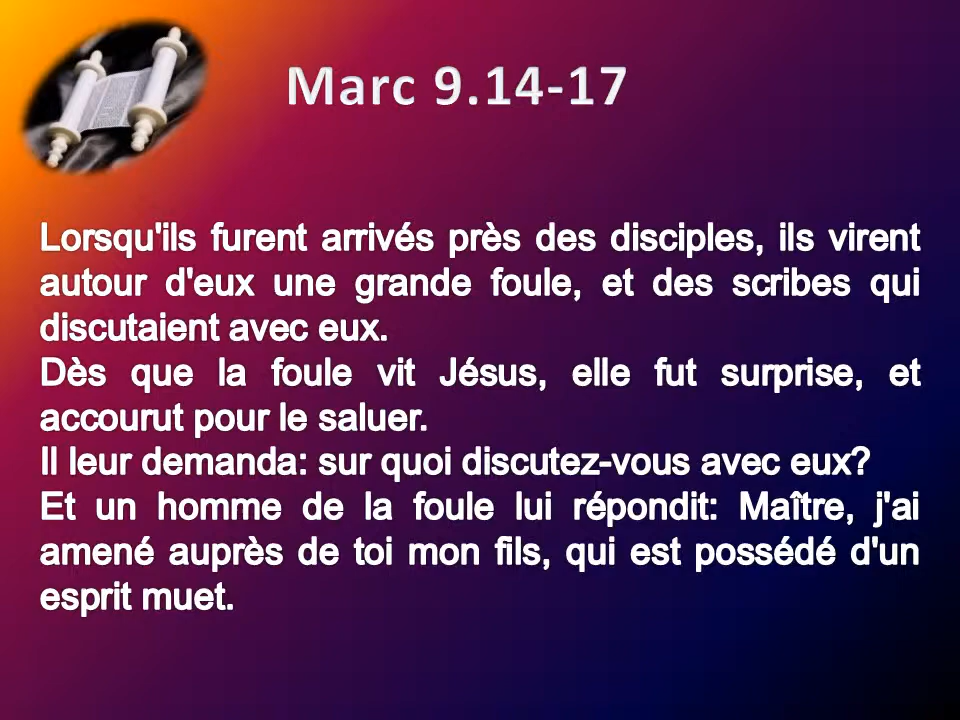 Marc 9.14-17
Lorsqu'ils furent arrivés près des disciples, ils virent
autour d'eux une grande foule, et des scribes qui
discutaient avec eux.
Dès que la foule vit Jésus, elle fut surprise, et
accourut pour le saluer.
Il leur demanda: sur quoi discutez-vous avec eux?
Et un homme de la foule lui répondit: Maître, j'ai
amené auprès de toi mon fils, qui est possédé d'un
esprit muet.